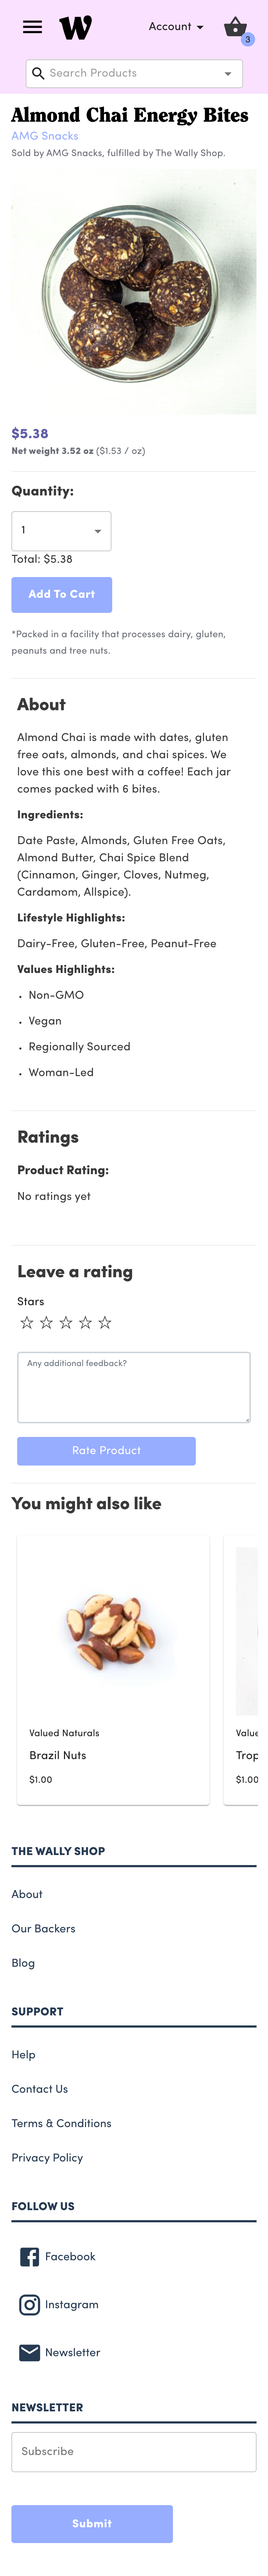 W
Account
3
Search Products
Almond Chai Energy Bites
AMG Snacks
Sold by AMG Snacks, fulfilled by The Wally Shop.
$5.38
Net weight 3.52 oz ($1.53 / oz)
Quantity:
1
Total: $5.38
Add To Cart
*Packed in a facility that processes dairy, gluten,
peanuts and tree nuts.
About
Almond Chai is made with dates, gluten
free oats, almonds, and chai spices. We
love this one best with a coffee! Each jar
comes packed with 6 bites.
Ingredients:
Date Paste, Almonds, Gluten Free Oats,
Almond Butter, Chai Spice Blend
(Cinnamon, Ginger, Cloves, Nutmeg,
Cardamom, Allspice).
Lifestyle Highlights:
Dairy-Free, Gluten-Free, Peanut-Free
Values Highlights:
• Non-GMO
• Vegan
• Regionally Sourced
• Woman-Led
Ratings
Product Rating:
No ratings yet
Leave a rating
Stars
Any additional feedback?
Rate Product
You might also like
Valued Naturals
Brazil Nuts
$1.00
Value
Trop
$1.00
THE WALLY SHOP
About
Our Backers
Blog
SUPPORT
Help
Contact Us
Terms & Conditions
Privacy Policy
FOLLOW US
Facebook
Instagram
Newsletter
NEWSLETTER
Subscribe
Submit